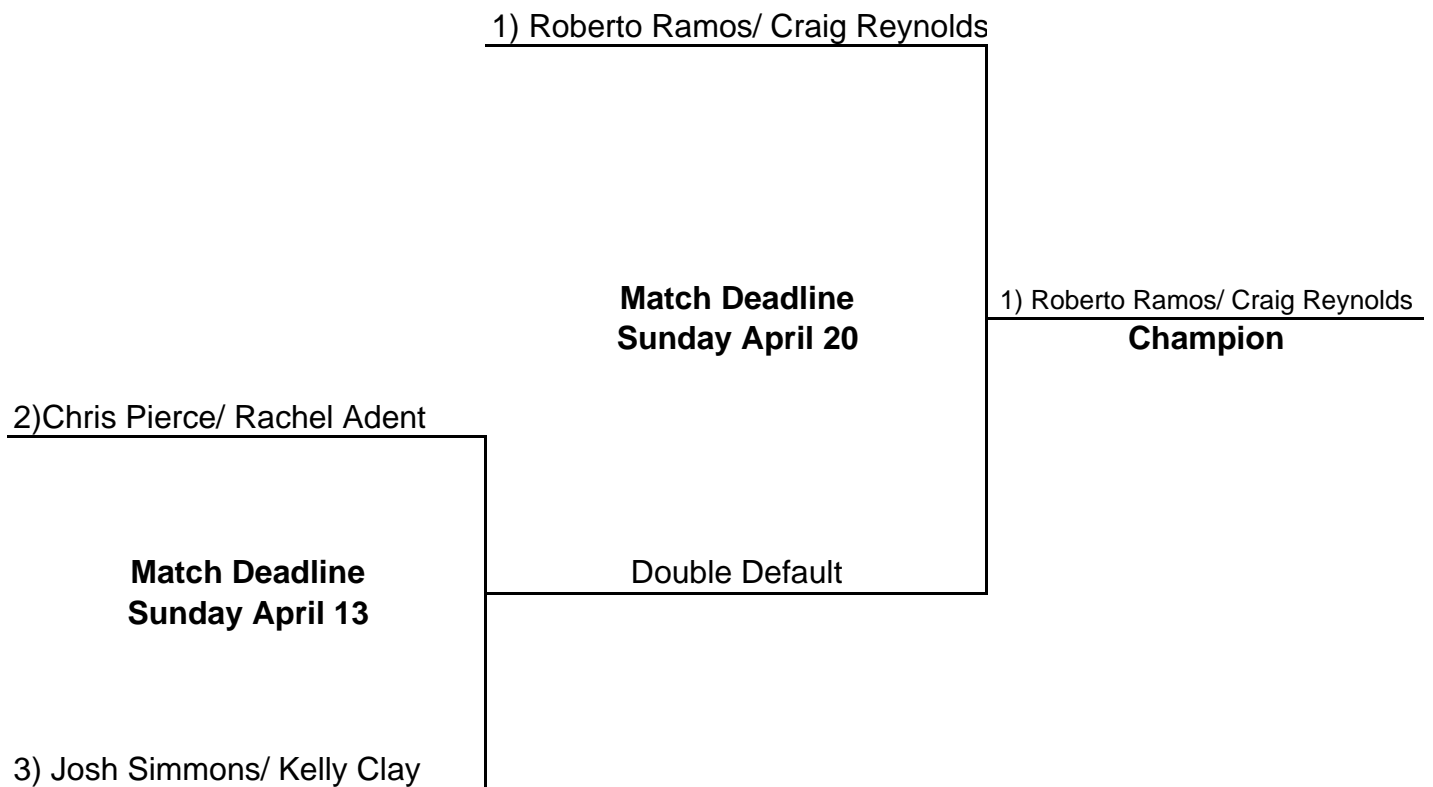 1) Roberto Ramos/ Craig Reynolds
Match Deadline
Sunday April 20
1) Roberto Ramos/ Craig Reynolds
Champion
2)Chris Pierce/ Rachel Adent
Match Deadline
Sunday April 13
Double Default
3) Josh Simmons/ Kelly Clay